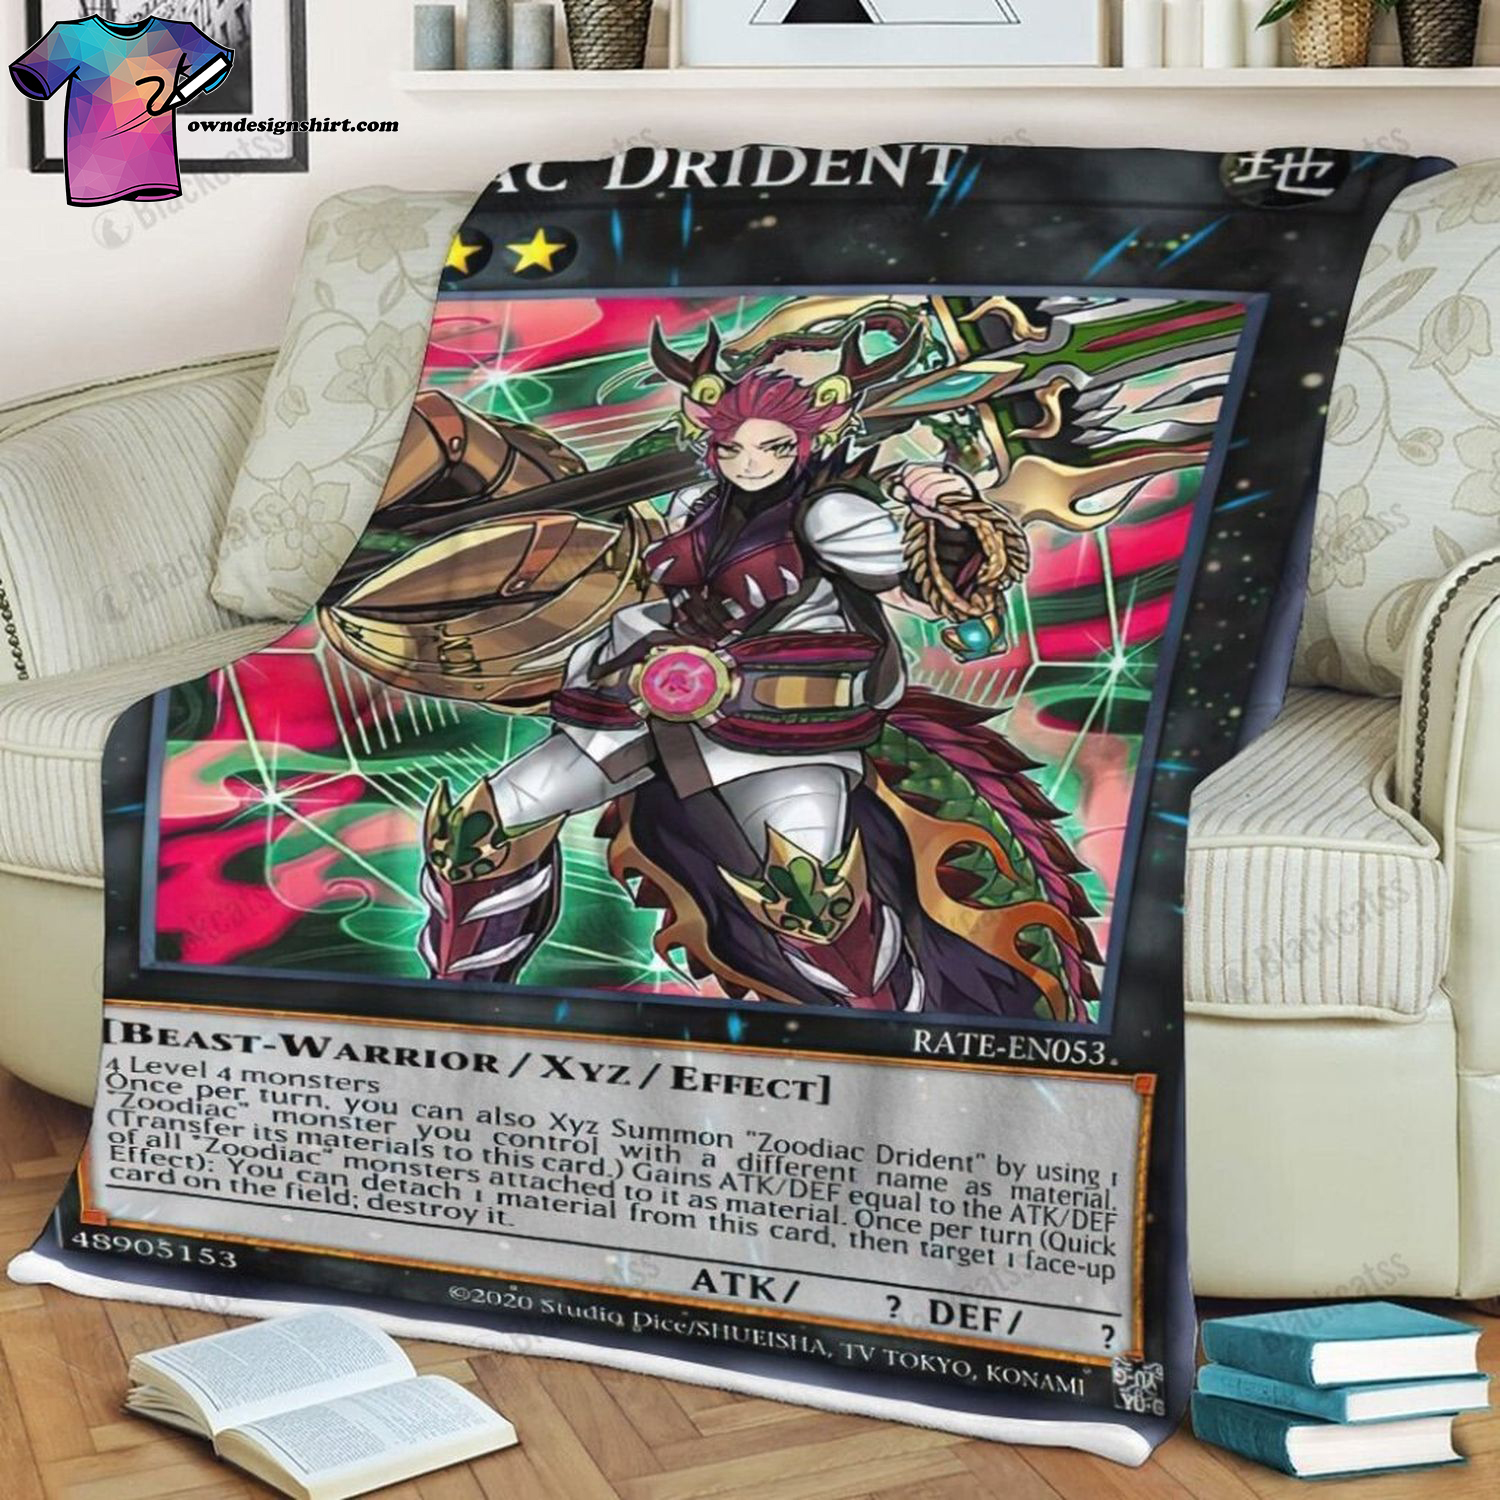 owndesignshirt.com
AC DRIDENT
地
RATE-EN053
[BEAST-WARRIOR / XYZ / EFFECT]
4 Level 4 monsters
Once per turn, you can also Xyz Summon "Zoodiac Drident" by using 1
"Zoodiac" monster you control with a different name as material.
(Transfer its materials to this card.) Gains ATK/DEF equal to the ATK/DEF
of all "Zoodiac" monsters attached to it as material. Once per turn (Quick
Effect): You can detach 1 material from this card, then target 1 face-up
card on the field; destroy it.
ATK/ ? DEF/ ?
48905153
©2020 Studio Dice/SHUEISHA, TV TOKYO, KONAMI
Blackcatss